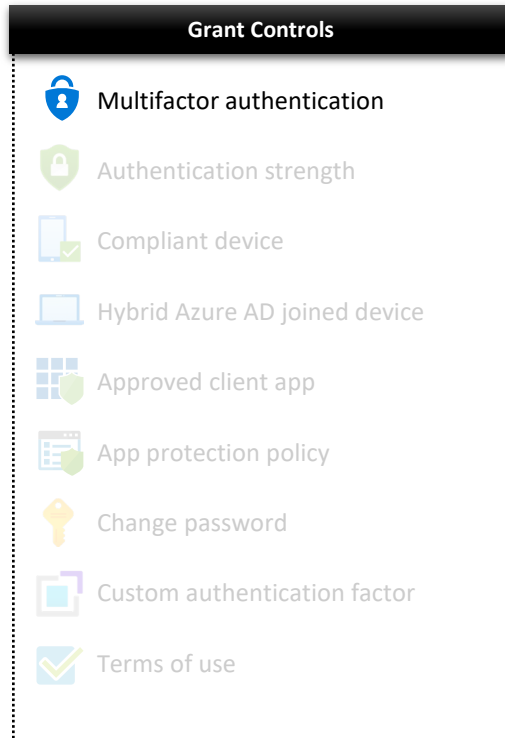 Grant Controls
Multifactor authentication
Authentication strength
Compliant device
Hybrid Azure AD joined device
Approved client app
App protection policy
Change password
Custom authentication factor
Terms of use